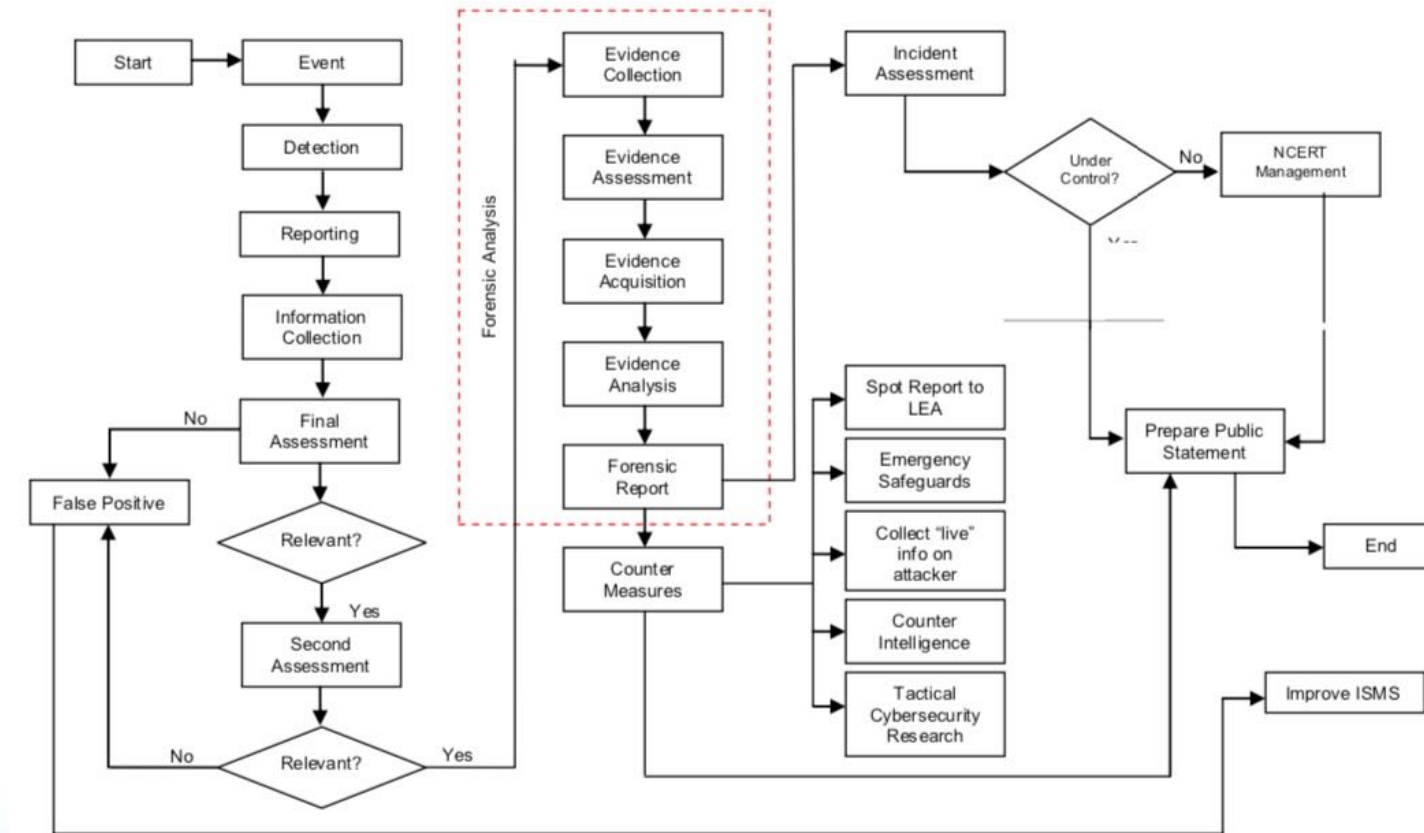 Start
Event
Detection
Reporting
Information
Collection
No
Final
Assessment
False Positive
Relevant?
Yes
Second
Assessment
No
Relevant?
Yes
Forensic Analysis
Evidence
Collection
Evidence
Assessment
Evidence
Acquisition
Evidence
Analysis
Forensic
Report
Counter
Measures
Incident
Assessment
Under
Control?
No
NCERT
Management
Spot Report to
LEA
Emergency
Safeguards
Collect “live”
info on
attacker
Counter
Intelligence
Tactical
Cybersecurity
Research
Prepare Public
Statement
End
Improve ISMS